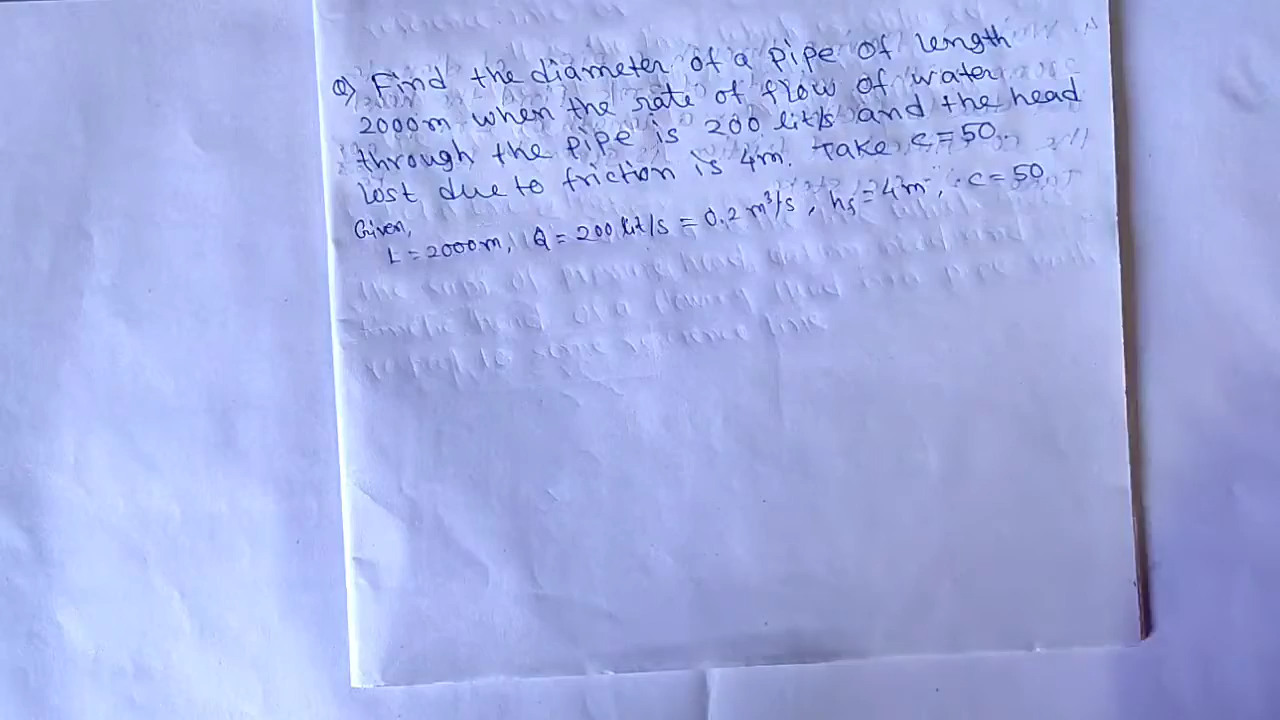 Q) Find the diameter of a pipe of length
2000m when the rate of flow of water
through the pipe is 200 lit/s and the head
lost due to friction is 4m. Take c=50.
Given,
L=2000m, Q = 200 lit/s = 0.2 m³/s, hf=4m, c=50